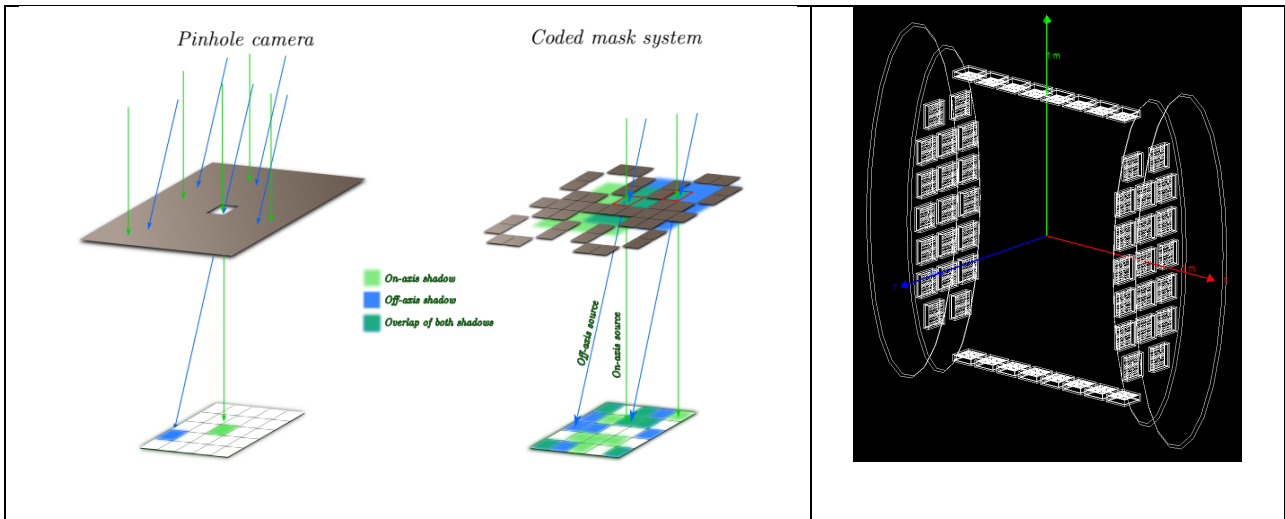 Pinhole camera
Coded mask system
On-axis shadow
Off-axis shadow
Overlap of both shadows
Off-axis source
On-axis source
1 m